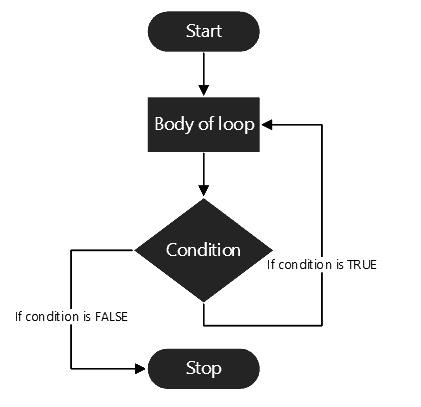 Start
Body of loop
Condition
If condition is TRUE
If condition is FALSE
Stop